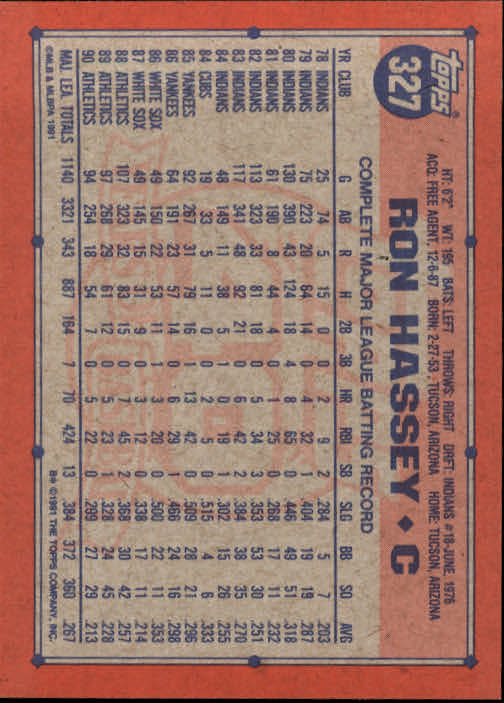 Topps®
327
HT: 6'2" WT: 195 BATS: LEFT THROWS: RIGHT DRFT: INDIANS #18-JUNE 1976
ACQ: FREE AGENT, 12-6-87 BORN: 2-27-53, TUCSON, ARIZONA HOME: TUCSON, ARIZONA
RON HASSEY ♦ C
COMPLETE MAJOR LEAGUE BATTING RECORD
YR CLUB G AB R H 2B 3B HR RBI SB SLG BB SO AVG
78 INDIANS 25 74 5 15 0 0 2 9 2 .284 5 7 .203
79 INDIANS 75 223 20 64 14 0 4 32 1 .404 19 19 .287
80 INDIANS 130 390 43 124 18 4 8 65 0 .446 49 51 .318
81 INDIANS 61 190 8 44 4 0 1 25 0 .268 17 11 .232
82 INDIANS 113 323 33 81 18 0 5 34 3 .353 53 30 .251
83 INDIANS 117 341 48 92 21 0 6 42 2 .384 38 35 .270
84 INDIANS 48 149 11 38 5 1 0 19 1 .302 15 26 .255
84 CUBS 19 33 5 11 0 0 2 5 0 .515 4 6 .333
85 YANKEES 92 267 31 79 16 1 13 42 0 .509 28 21 .296
86 YANKEES 64 191 23 57 14 0 6 29 1 .466 24 16 .298
86 WHITE SOX 49 150 22 53 11 1 3 20 0 .500 22 11 .353
87 WHITE SOX 49 145 15 31 9 0 3 12 0 .338 17 11 .214
88 ATHLETICS 107 323 32 83 15 0 7 45 2 .368 30 42 .257
89 ATHLETICS 97 268 29 61 12 0 5 23 1 .328 24 45 .228
90 ATHLETICS 94 254 18 54 7 0 5 22 0 .299 27 29 .213
MAJ. LEA. TOTALS 1140 3321 343 887 164 7 70 424 13 .384 372 360 .267
©MLB & MLBPA 1991 B* ©1991 THE TOPPS COMPANY, INC.